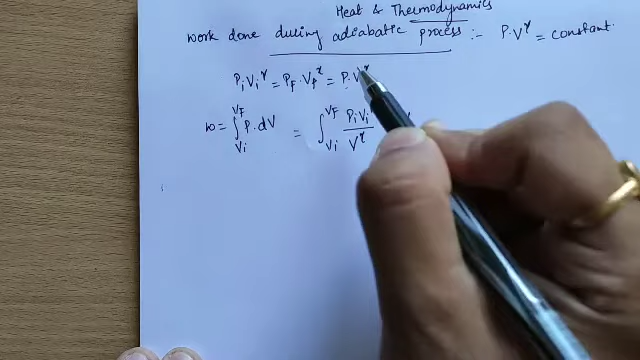 Heat & Thermodynamics
work done during adiabatic process :- P.V^γ = constant.
P_i V_i^γ = P_F . V_f^γ = P. V^γ
ω = ∫_{V_i}^{V_F} P. dV = ∫_{V_i}^{V_F} P_i V_i^γ / V^γ